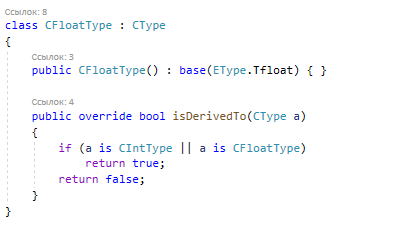 Ссылок: 8
class CFloatType : CType
{
Ссылок: 3
public CFloatType() : base(EType.Tfloat) { }
Ссылок: 4
public override bool isDerivedTo(CType a)
{
if (a is CIntType || a is CFloatType)
return true;
return false;
}
}